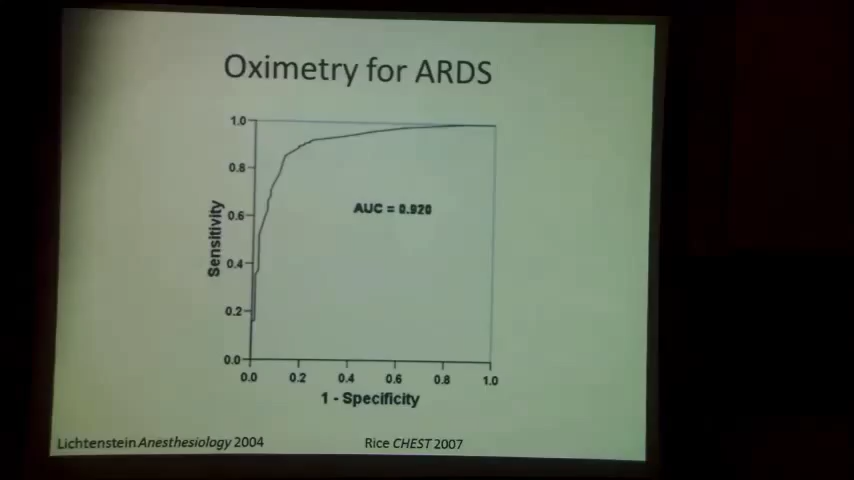 Oximetry for ARDS
1.0
0.8
0.6
0.4
0.2
0.0
Sensitivity
AUC = 0.920
0.0 0.2 0.4 0.6 0.8 1.0
1 - Specificity
Lichtenstein Anesthesiology 2004 Rice CHEST 2007